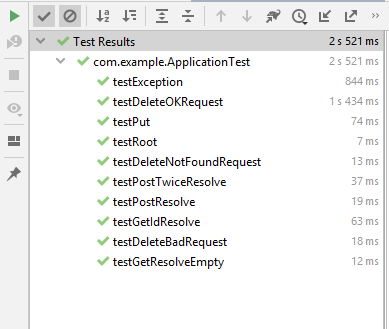 Test Results 2 s 521 ms
com.example.ApplicationTest 2 s 521 ms
testException 844 ms
testDeleteOKRequest 1 s 434 ms
testPut 74 ms
testRoot 7 ms
testDeleteNotFoundRequest 13 ms
testPostTwiceResolve 37 ms
testPostResolve 19 ms
testGetIdResolve 63 ms
testDeleteBadRequest 18 ms
testGetResolveEmpty 12 ms